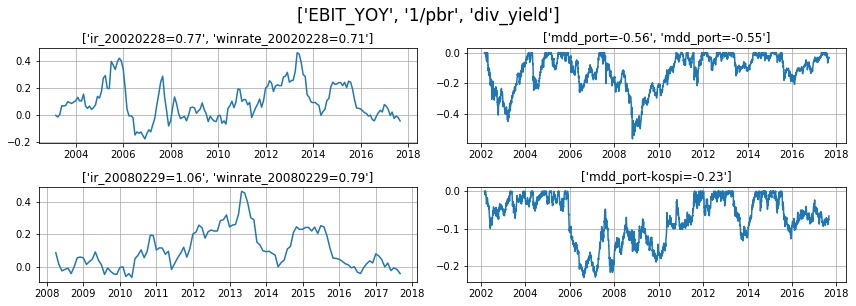 ['EBIT_YOY', '1/pbr', 'div_yield']
['ir_20020228=0.77', 'winrate_20020228=0.71']
0.4
0.2
0.0
−0.2
2004 2006 2008 2010 2012 2014 2016 2018
['mdd_port=-0.56', 'mdd_port=-0.55']
0.0
−0.2
−0.4
2002 2004 2006 2008 2010 2012 2014 2016 2018
['ir_20080229=1.06', 'winrate_20080229=0.79']
0.4
0.2
0.0
2008 2009 2010 2011 2012 2013 2014 2015 2016 2017 2018
['mdd_port-kospi=-0.23']
0.0
−0.1
−0.2
2002 2004 2006 2008 2010 2012 2014 2016 2018